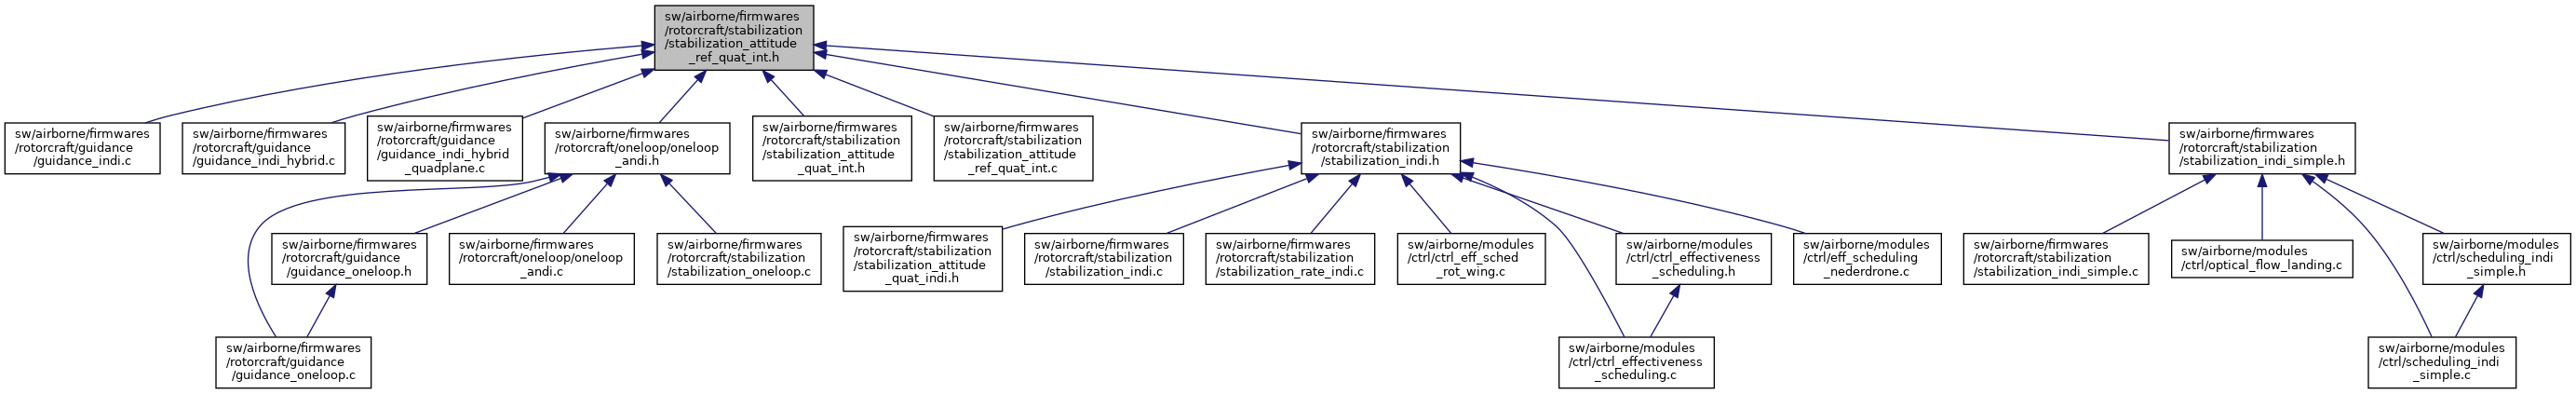 sw/airborne/firmwares
/rotorcraft/stabilization
/stabilization_attitude
_ref_quat_int.h
sw/airborne/firmwares
/rotorcraft/guidance
/guidance_indi.c
sw/airborne/firmwares
/rotorcraft/guidance
/guidance_indi_hybrid.c
sw/airborne/firmwares
/rotorcraft/guidance
/guidance_indi_hybrid
_quadplane.c
sw/airborne/firmwares
/rotorcraft/oneloop/oneloop
_andi.h
sw/airborne/firmwares
/rotorcraft/stabilization
/stabilization_attitude
_quat_int.h
sw/airborne/firmwares
/rotorcraft/stabilization
/stabilization_attitude
_ref_quat_int.c
sw/airborne/firmwares
/rotorcraft/stabilization
/stabilization_indi.h
sw/airborne/firmwares
/rotorcraft/stabilization
/stabilization_indi_simple.h
sw/airborne/firmwares
/rotorcraft/guidance
/guidance_oneloop.h
sw/airborne/firmwares
/rotorcraft/oneloop/oneloop
_andi.c
sw/airborne/firmwares
/rotorcraft/stabilization
/stabilization_oneloop.c
sw/airborne/firmwares
/rotorcraft/stabilization
/stabilization_attitude
_quat_indi.h
sw/airborne/firmwares
/rotorcraft/stabilization
/stabilization_indi.c
sw/airborne/firmwares
/rotorcraft/stabilization
/stabilization_rate_indi.c
sw/airborne/modules
/ctrl/ctrl_eff_sched
_rot_wing.c
sw/airborne/modules
/ctrl/ctrl_effectiveness
_scheduling.h
sw/airborne/modules
/ctrl/eff_scheduling
_nederdrone.c
sw/airborne/firmwares
/rotorcraft/stabilization
/stabilization_indi_simple.c
sw/airborne/modules
/ctrl/optical_flow_landing.c
sw/airborne/modules
/ctrl/scheduling_indi
_simple.h
sw/airborne/firmwares
/rotorcraft/guidance
/guidance_oneloop.c
sw/airborne/modules
/ctrl/ctrl_effectiveness
_scheduling.c
sw/airborne/modules
/ctrl/scheduling_indi
_simple.c